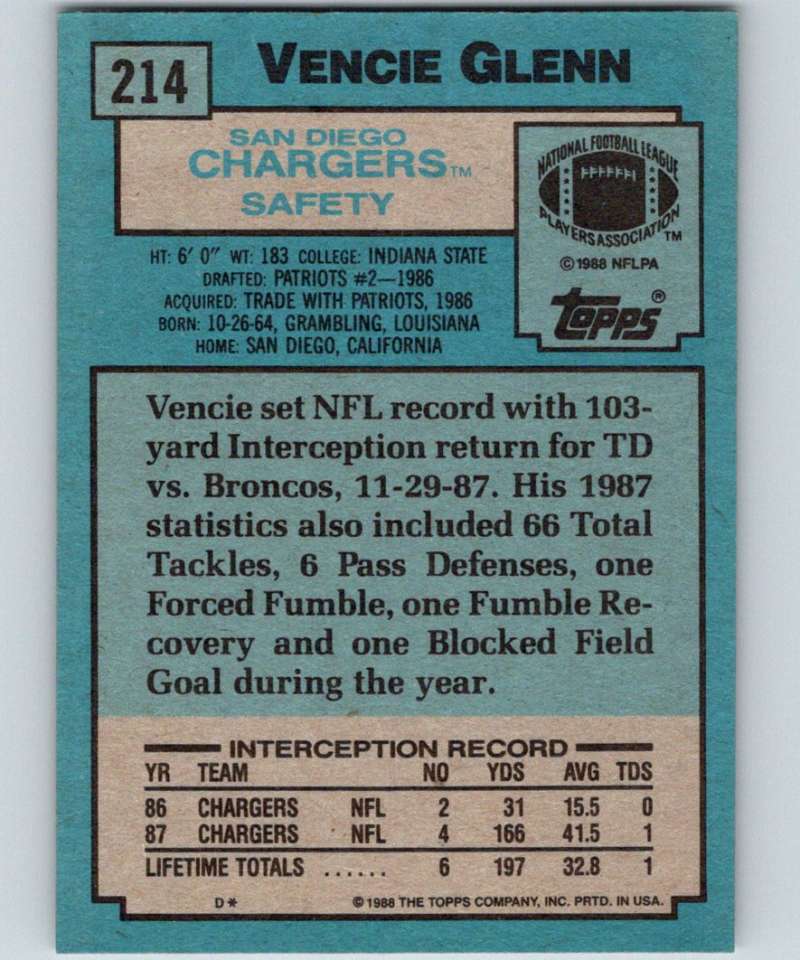 214
VENCIE GLENN
SAN DIEGO
CHARGERS™
SAFETY
NATIONAL FOOTBALL LEAGUE
PLAYERS ASSOCIATION™
©1988 NFLPA
Topps®
HT: 6' 0" WT: 183 COLLEGE: INDIANA STATE
DRAFTED: PATRIOTS #2—1986
ACQUIRED: TRADE WITH PATRIOTS, 1986
BORN: 10-26-64, GRAMBLING, LOUISIANA
HOME: SAN DIEGO, CALIFORNIA
Vencie set NFL record with 103-
yard Interception return for TD
vs. Broncos, 11-29-87. His 1987
statistics also included 66 Total
Tackles, 6 Pass Defenses, one
Forced Fumble, one Fumble Re-
covery and one Blocked Field
Goal during the year.
INTERCEPTION RECORD
YR TEAM NO YDS AVG TDS
86 CHARGERS NFL 2 31 15.5 0
87 CHARGERS NFL 4 166 41.5 1
LIFETIME TOTALS ...... 6 197 32.8 1
D* ©1988 THE TOPPS COMPANY, INC. PRTD. IN USA.